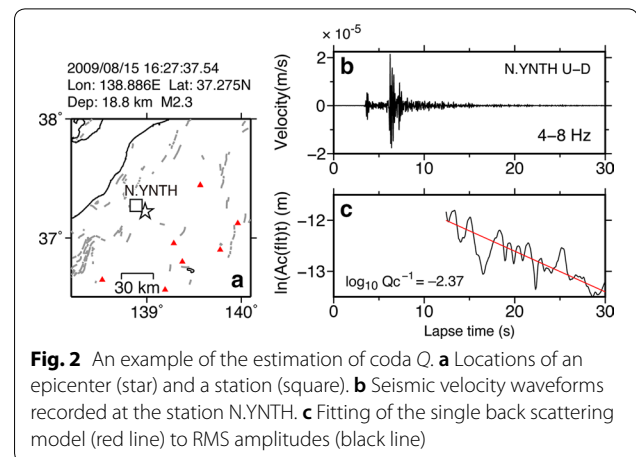 2009/08/15 16:27:37.54
Lon: 138.886E Lat: 37.275N
Dep: 18.8 km M2.3
38˚
37˚
N.YNTH
30 km
a
139˚ 140˚
× 10⁻⁵
2
0
−2
Velocity(m/s)
b
N.YNTH U–D
4–8 Hz
0 10 20 30
−12
−13
ln(Ac(f|t)t) (m)
c
log₁₀ Qc⁻¹ = −2.37
0 10 20 30
Lapse time (s)
Fig. 2 An example of the estimation of coda Q. a Locations of an
epicenter (star) and a station (square). b Seismic velocity waveforms
recorded at the station N.YNTH. c Fitting of the single back scattering
model (red line) to RMS amplitudes (black line)